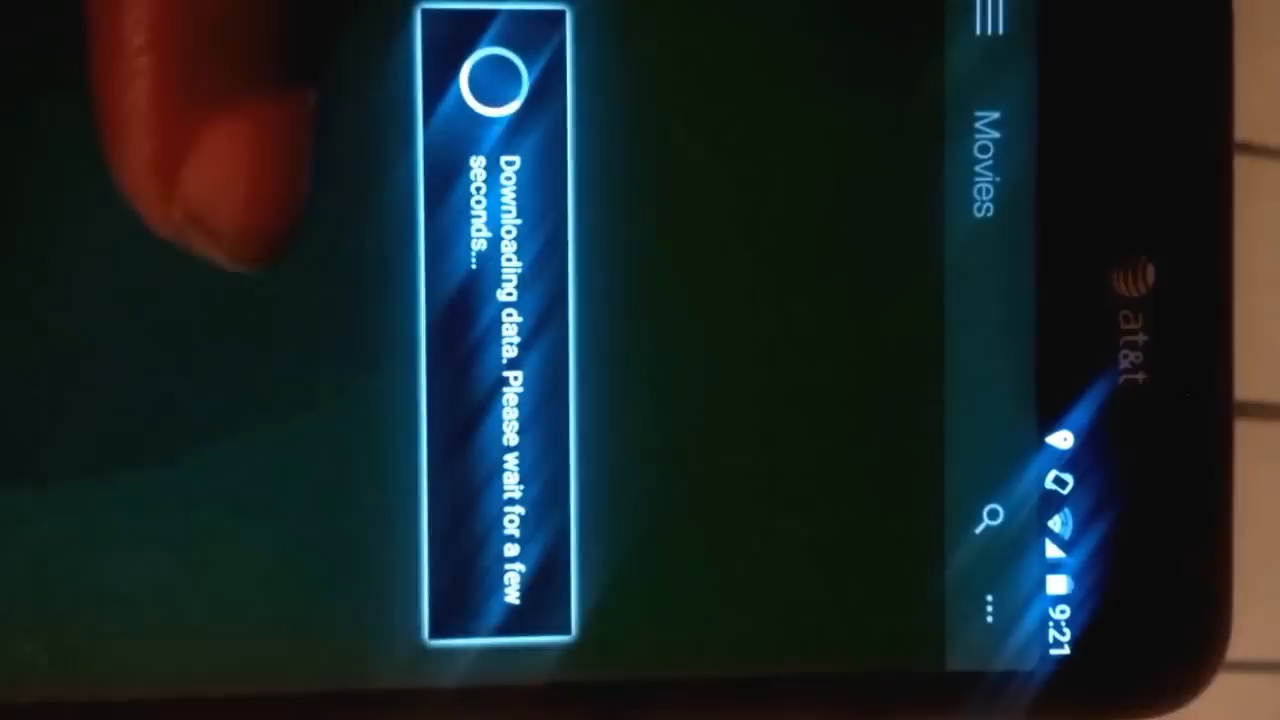 at&t
9:21
Movies
Downloading data. Please wait for a few
seconds...